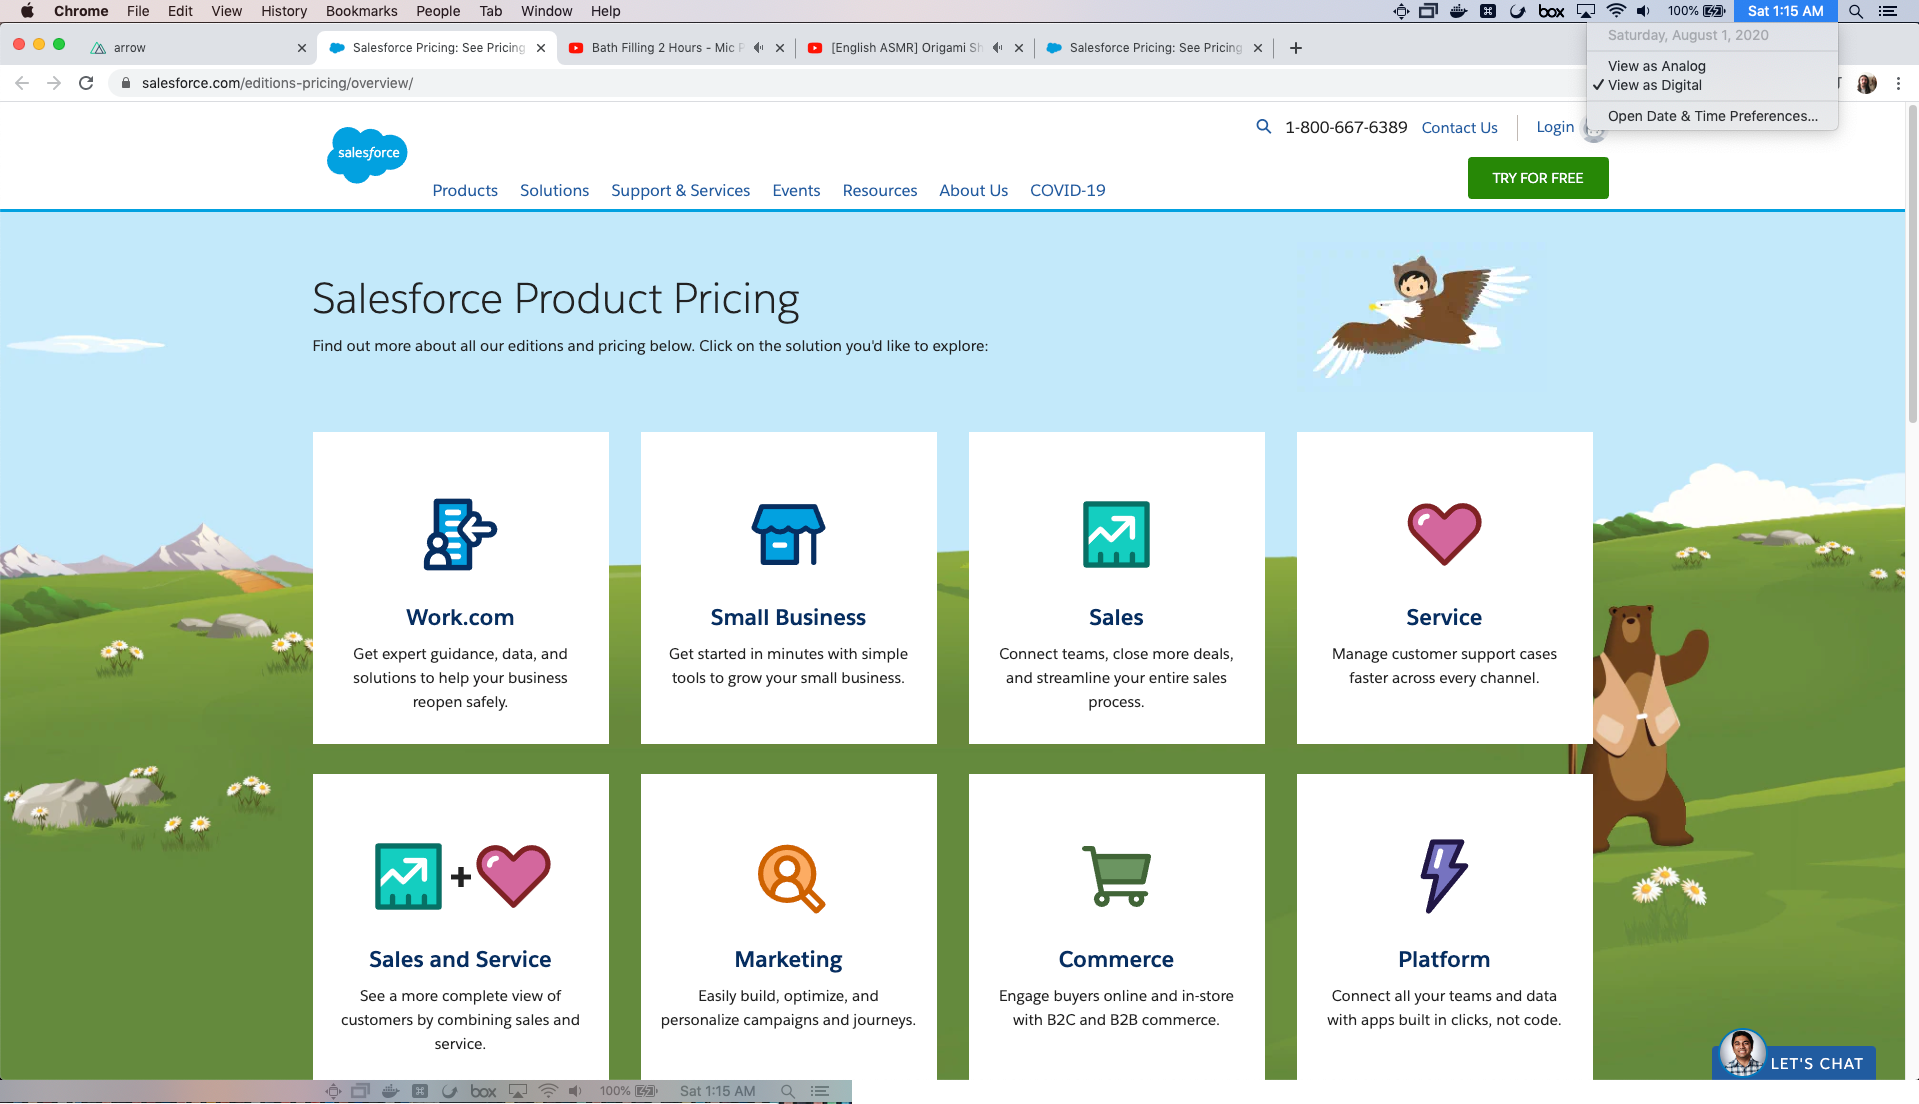 Chrome File Edit View History Bookmarks People Tab Window Help
box 100% Sat 1:15 AM
arrow
Salesforce Pricing: See Pricing
Bath Filling 2 Hours - Mic
[English ASMR] Origami Sh
Salesforce Pricing: See Pricing
Saturday, August 1, 2020
View as Analog
✓ View as Digital
Open Date & Time Preferences...
salesforce.com/editions-pricing/overview/
1-800-667-6389 Contact Us Login
salesforce
TRY FOR FREE
Products Solutions Support & Services Events Resources About Us COVID-19
Salesforce Product Pricing
Find out more about all our editions and pricing below. Click on the solution you'd like to explore:
Work.com
Get expert guidance, data, and
solutions to help your business
reopen safely.
Small Business
Get started in minutes with simple
tools to grow your small business.
Sales
Connect teams, close more deals,
and streamline your entire sales
process.
Service
Manage customer support cases
faster across every channel.
+
Sales and Service
See a more complete view of
customers by combining sales and
service.
Marketing
Easily build, optimize, and
personalize campaigns and journeys.
Commerce
Engage buyers online and in-store
with B2C and B2B commerce.
Platform
Connect all your teams and data
with apps built in clicks, not code.
LET'S CHAT
box 100% Sat 1:15 AM